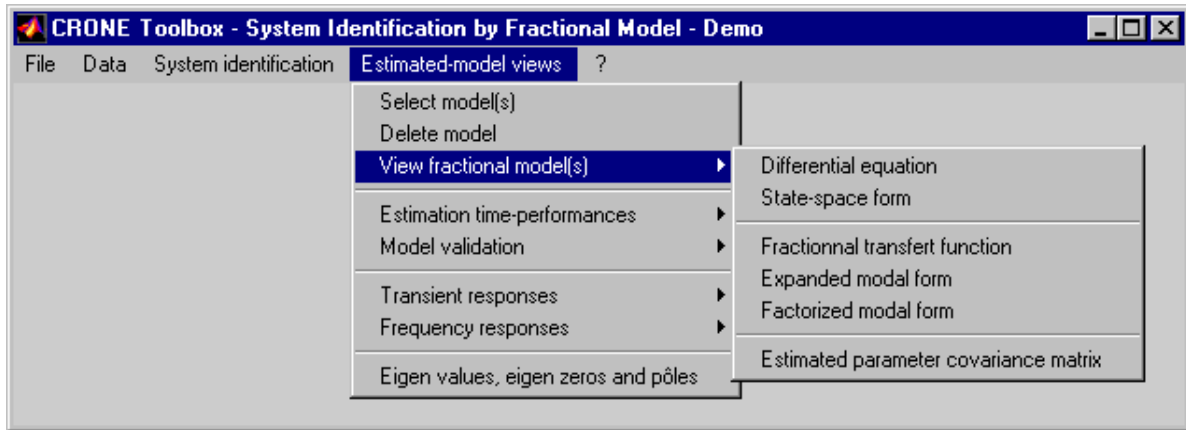 CRONE Toolbox - System Identification by Fractional Model - Demo
File Data System identification Estimated-model views ?
Select model(s)
Delete model
View fractional model(s)
Estimation time-performances
Model validation
Transient responses
Frequency responses
Eigen values, eigen zeros and pôles
Differential equation
State-space form
Fractionnal transfert function
Expanded modal form
Factorized modal form
Estimated parameter covariance matrix